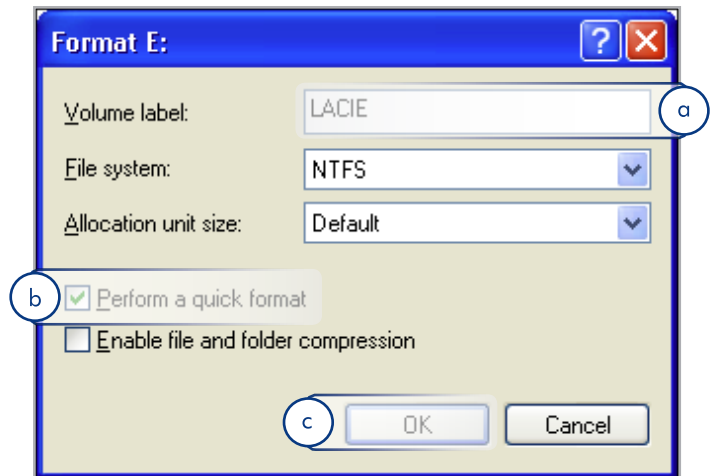 Format E:
?
Volume label: LACIE a
File system: NTFS
Allocation unit size: Default
b Perform a quick format
Enable file and folder compression
c OK Cancel